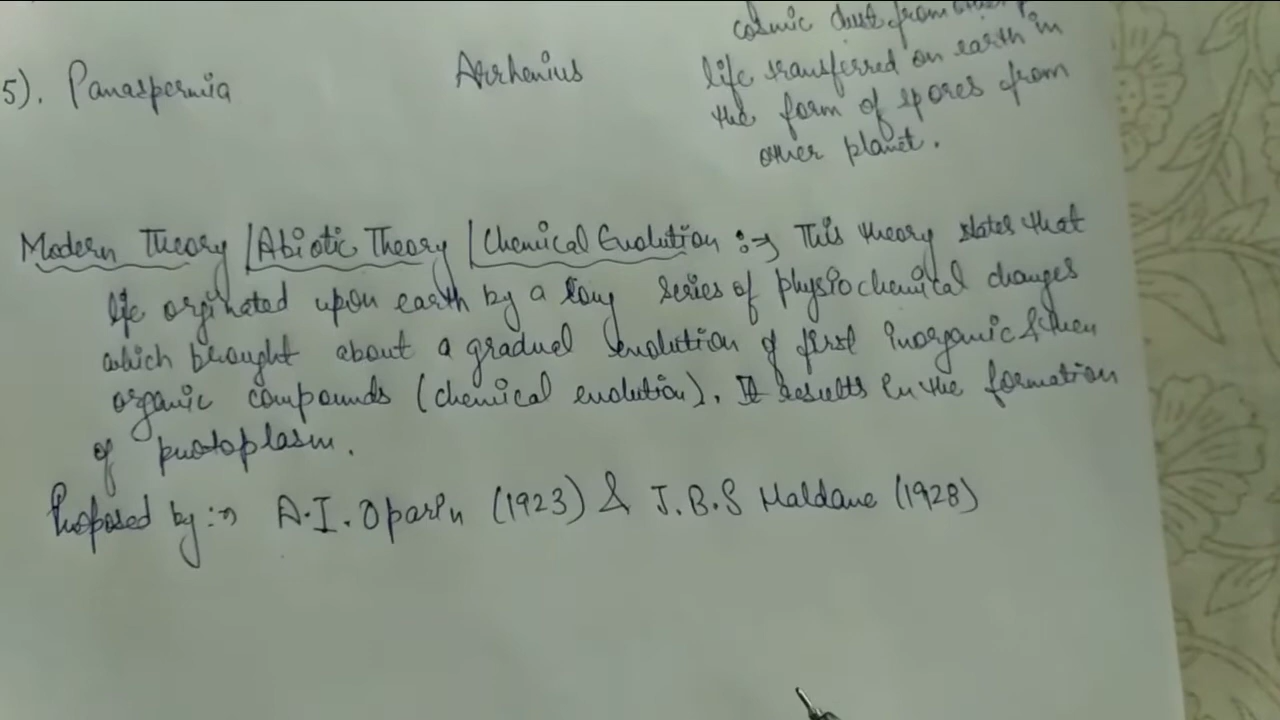 cosmic dust from
5). Panaspermia Arrhenius life transferred on earth in
the form of spores from
other planet.
Modern Theory |Abiotic Theory |Chemical Evolution :-> This theory states that
life orginated upon earth by a long series of physiochemical changes
which brought about a gradual evolution of first inorganic & then
organic compounds (chemical evolution). It results in the formation
of protoplasm.
Proposed by:-> A.I. Oparin (1923) & J.B.S Haldane (1928)